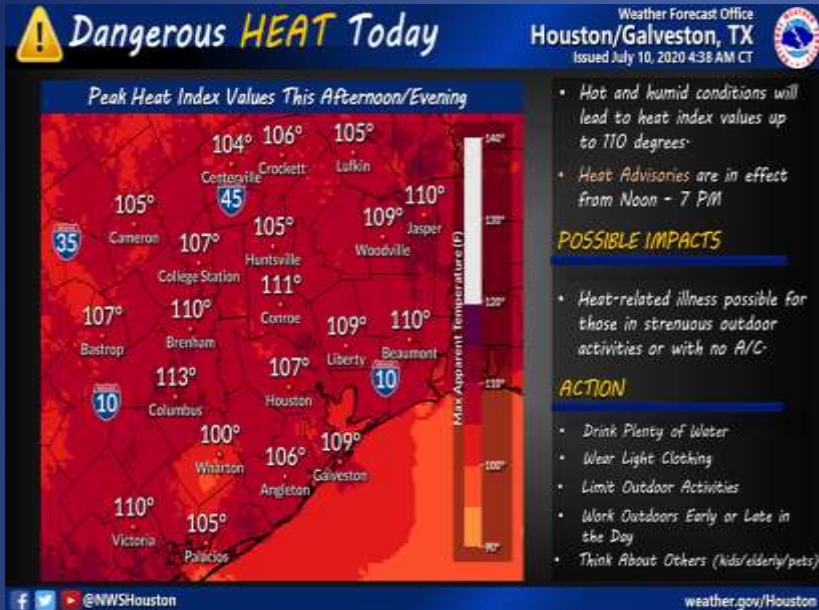 Dangerous HEAT Today
Weather Forecast Office
Houston/Galveston, TX
Issued July 10, 2020 4:38 AM CT
Peak Heat Index Values This Afternoon/Evening
104°
Centerville
106°
Crockett
105°
Lufkin
45
35
105°
Cameron
107°
College Station
105°
Huntsville
109°
Woodville
110°
Jasper
111°
Conroe
107°
Bastrop
110°
Brenham
109°
Liberty
110°
Beaumont
10
10
113°
Columbus
107°
Houston
100°
Wharton
106°
Angleton
109°
Galveston
110°
Victoria
105°
Palacios
Max Apparent Temperature (F)
140°
130°
120°
110°
100°
90°
• Hot and humid conditions will
lead to heat index values up
to 110 degrees.
• Heat Advisories are in effect
from Noon - 7 PM
POSSIBLE IMPACTS
• Heat-related illness possible for
those in strenuous outdoor
activities or with no A/C.
ACTION
• Drink Plenty of Water
• Wear Light Clothing
• Limit Outdoor Activities
• Work Outdoors Early or Late in
the Day
• Think About Others (kids/elderly/pets)
@NWSHouston
weather.gov/Houston